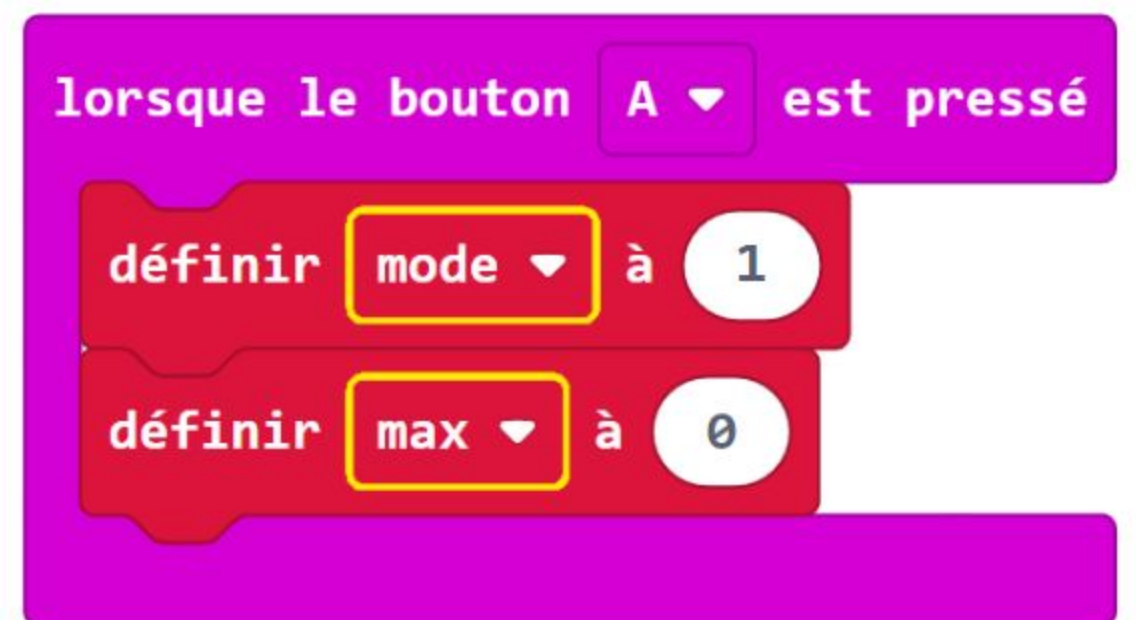 lorsque le bouton A est pressé
définir mode à 1
définir max à 0